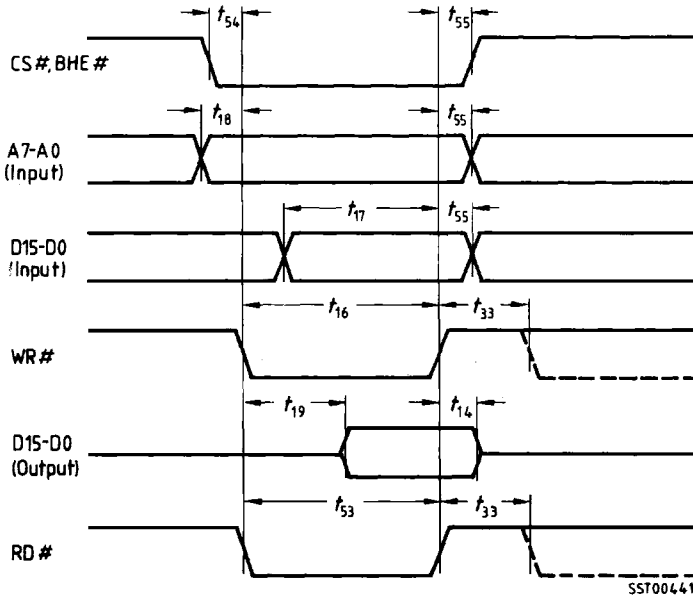 t54 t55
CS#, BHE#
t18 t55
A7-A0
(Input)
t17 t55
D15-D0
(Input)
t16 t33
WR#
t19 t14
D15-D0
(Output)
t53 t33
RD#
SST00441